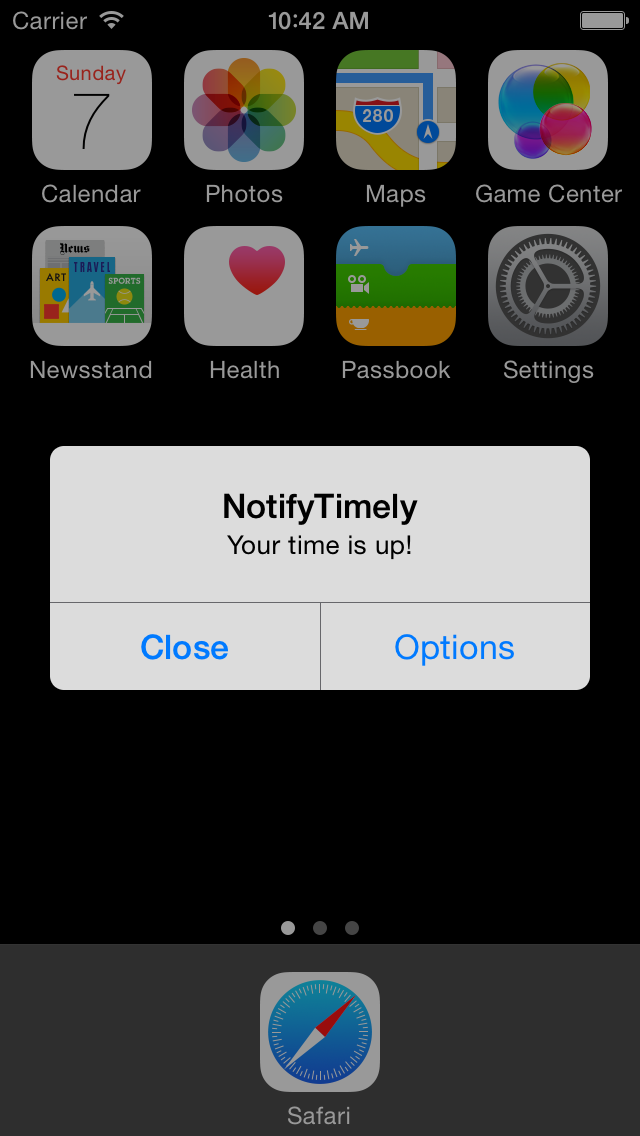 Carrier 10:42 AM
Sunday
7
280
Calendar Photos Maps Game Center
News
TRAVEL
ART
SPORTS
Newsstand Health Passbook Settings
NotifyTimely
Your time is up!
Close Options
Safari